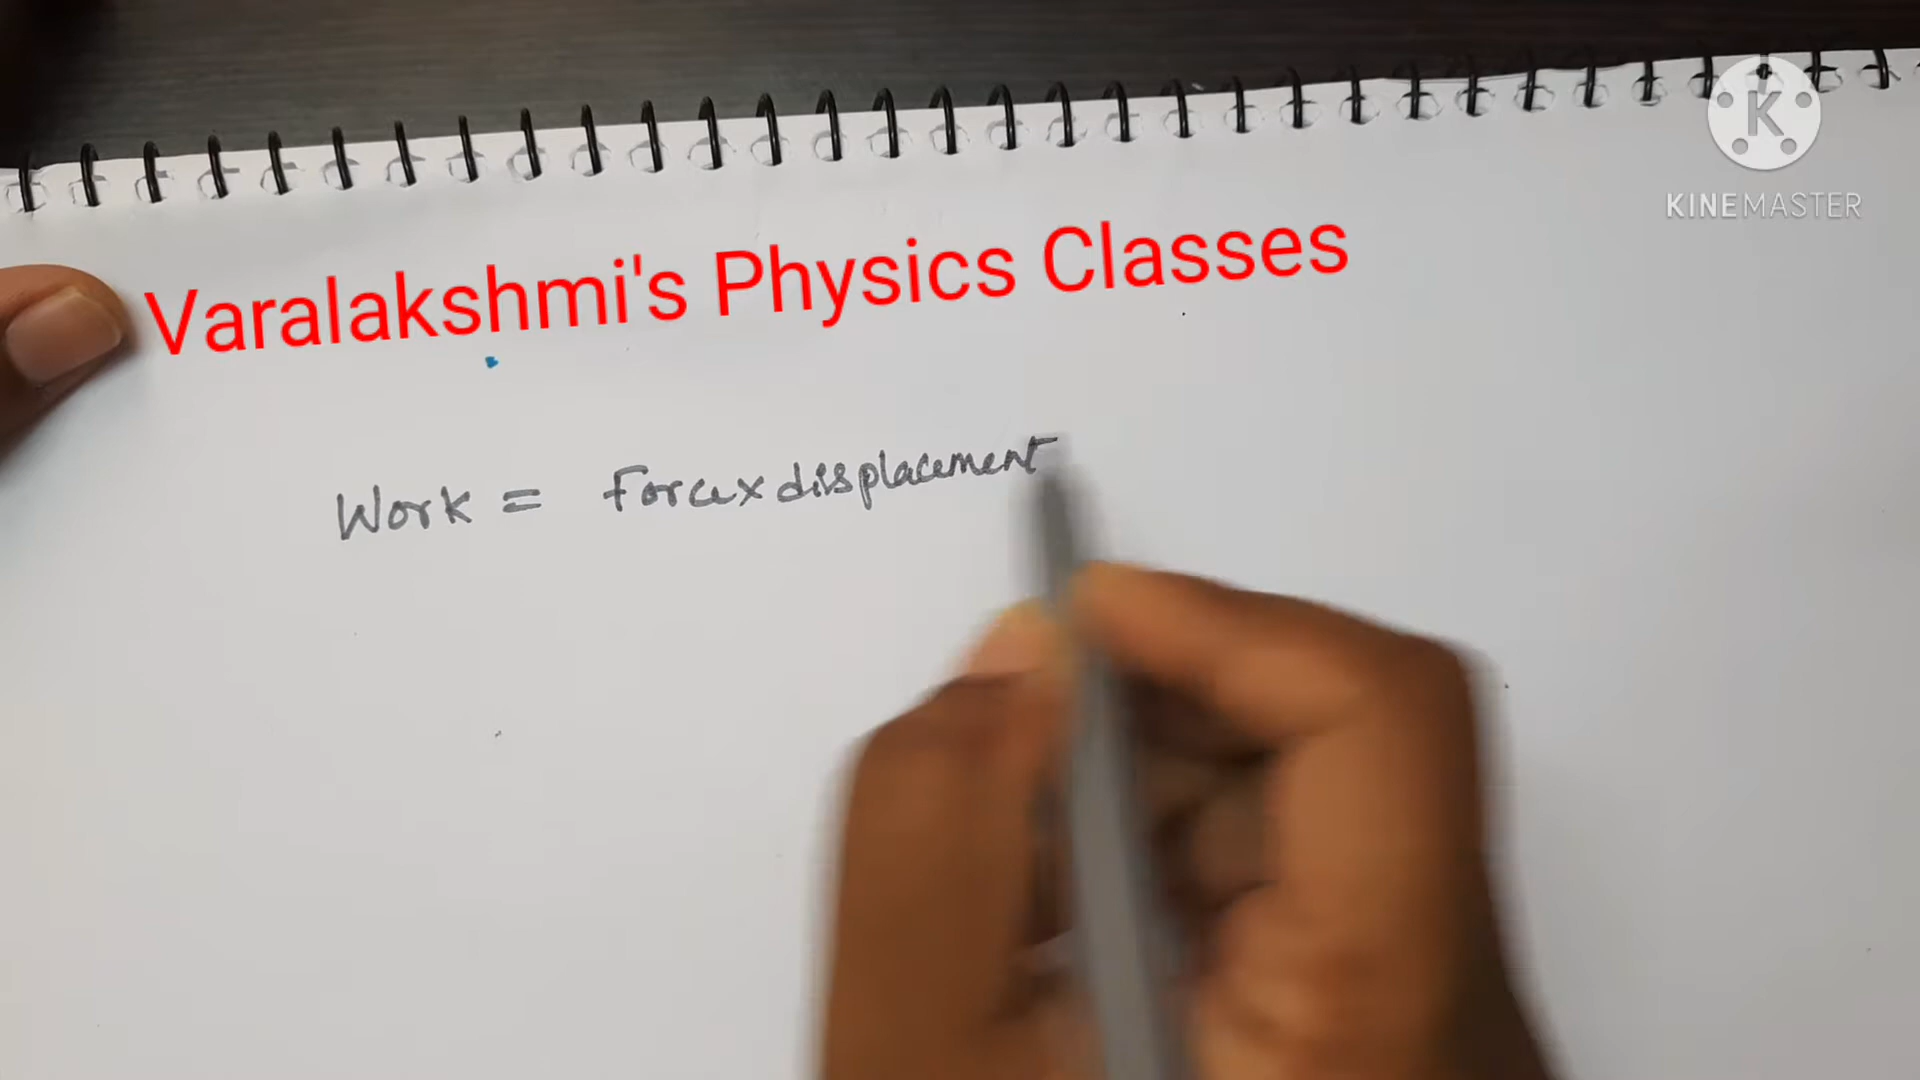 K
KINEMASTER
Varalakshmi's Physics Classes
Work = Force x displacement